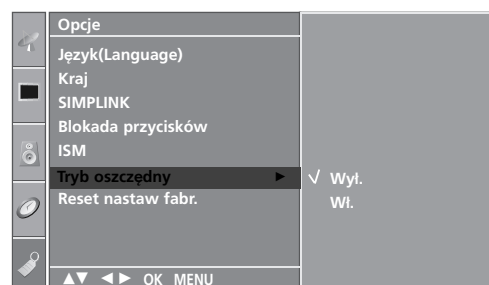 Opcje
Język(Language)
Kraj
SIMPLINK
Blokada przycisków
ISM
Tryb oszczędny ► √ Wył.
Reset nastaw fabr. Wł.
▲▼ ◄► OK MENU